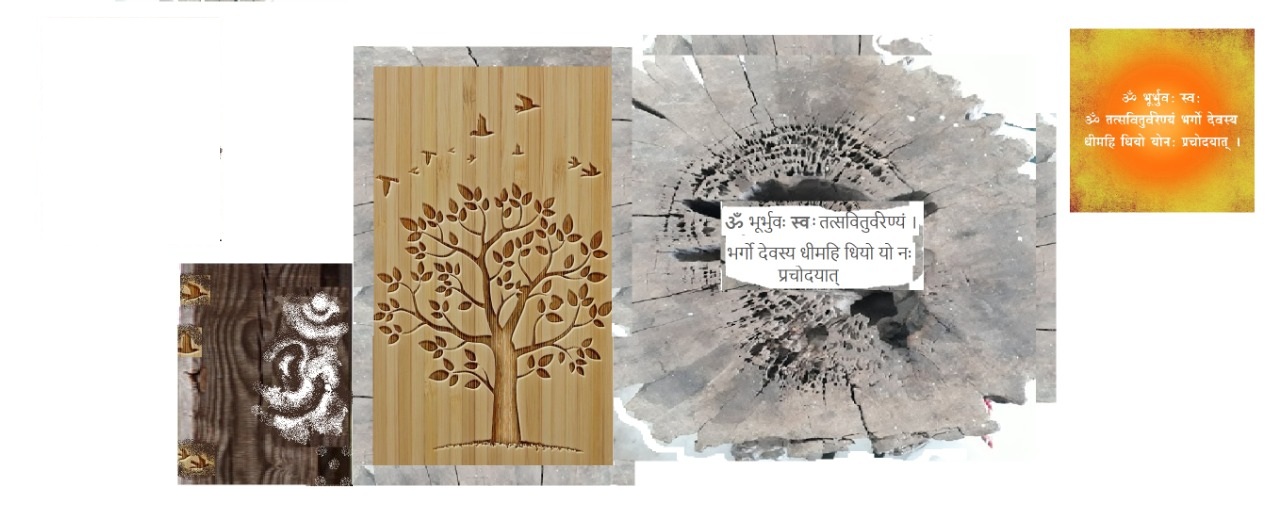 ॐ
ॐ भूर्भुवः स्वः तत्सवितुर्वरेण्यं ।
भर्गो देवस्य धीमहि धियो यो नः
प्रचोदयात्
ॐ भूर्भुवः स्वः
ॐ तत्सवितुर्वरेण्यं भर्गो देवस्य
धीमहि धियो योनः प्रचोदयात् ।